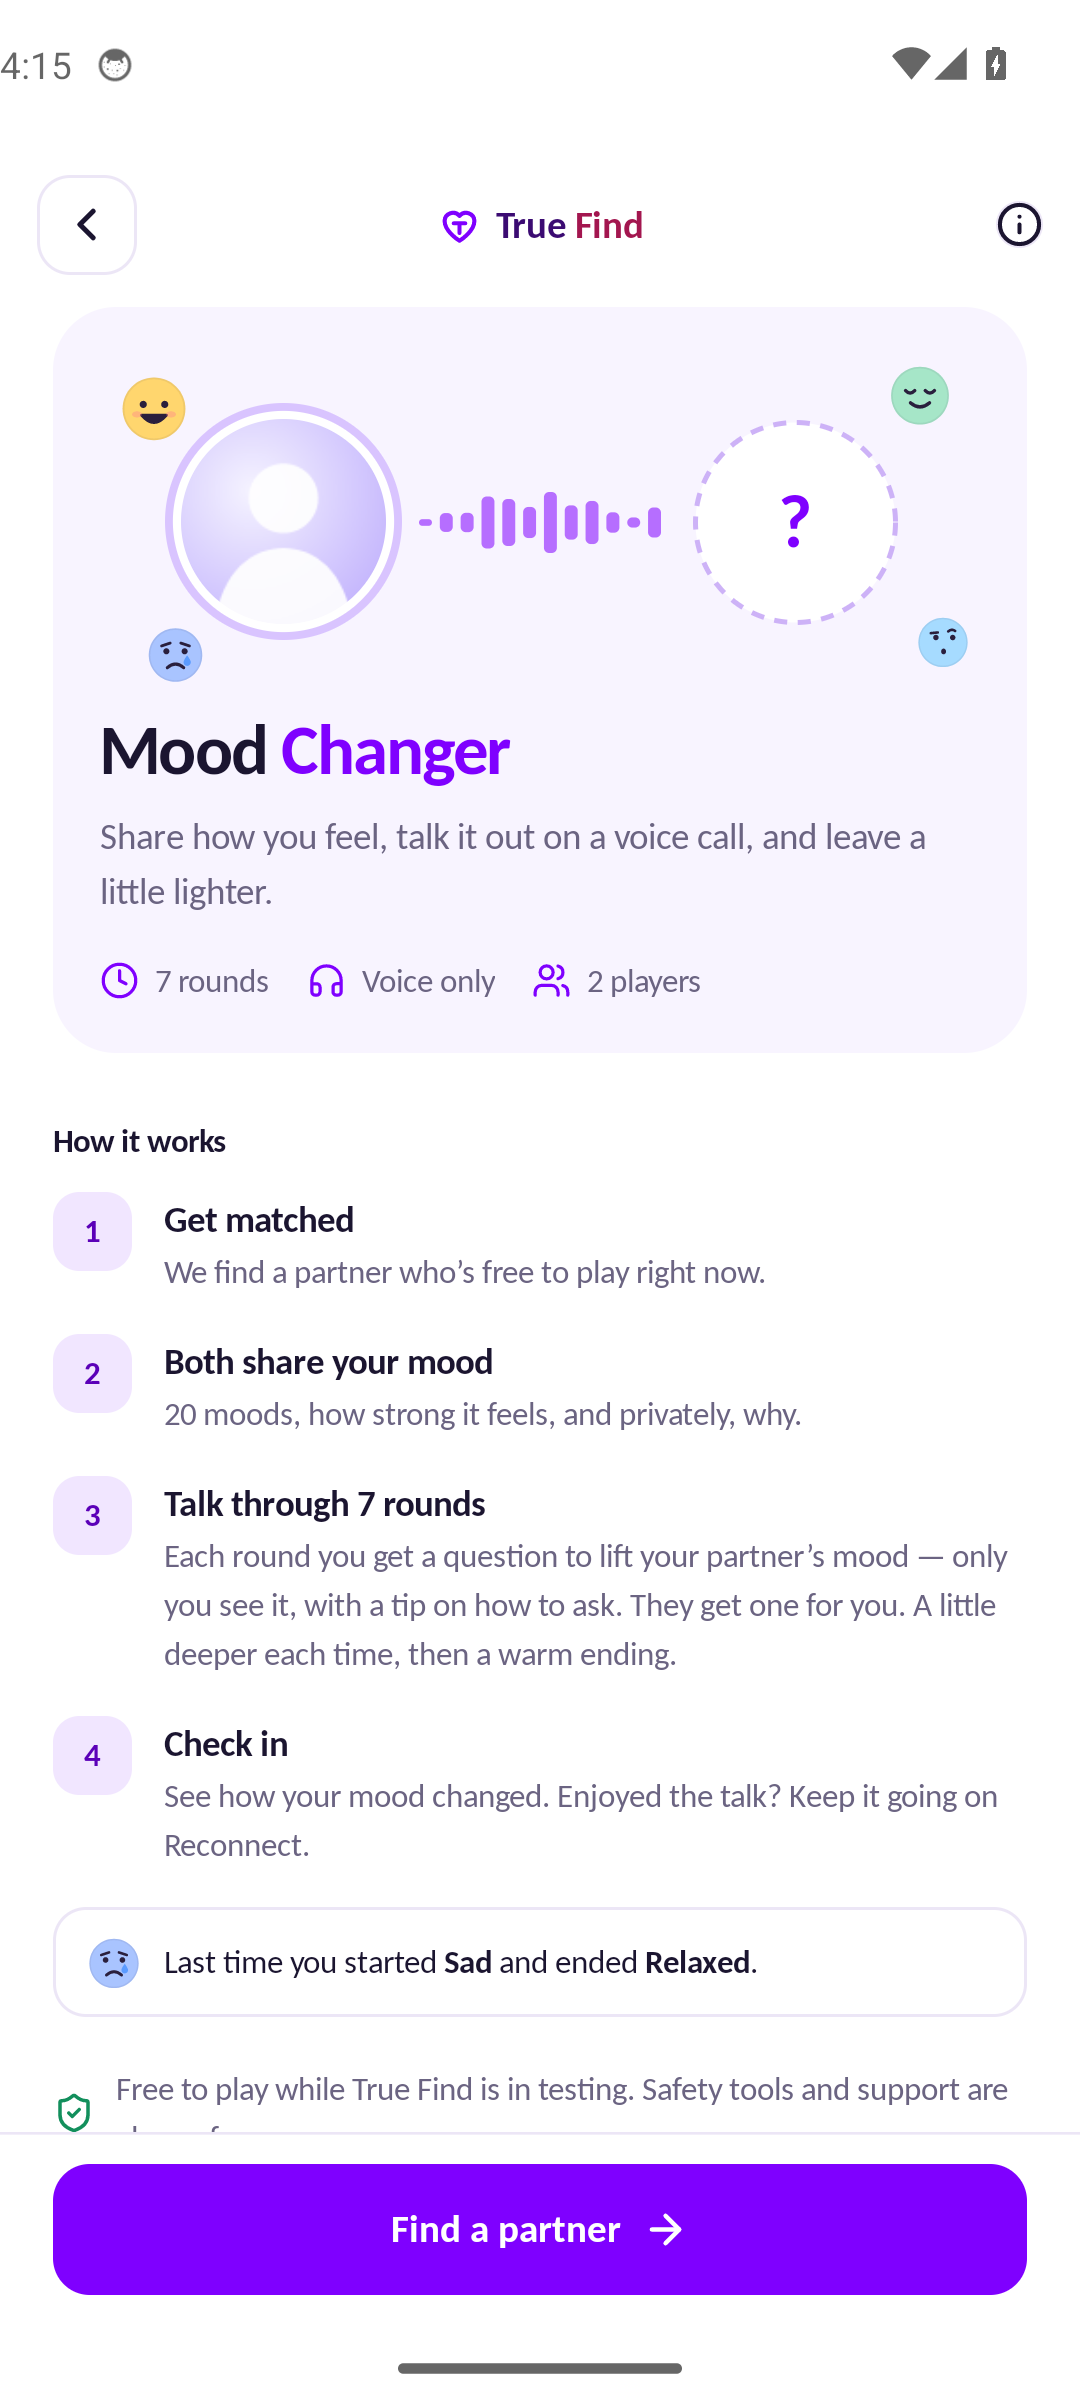 4:15
True Find
?
Mood Changer
Share how you feel, talk it out on a voice call, and leave a
little lighter.
7 rounds Voice only 2 players
How it works
1 Get matched
We find a partner who’s free to play right now.
2 Both share your mood
20 moods, how strong it feels, and privately, why.
3 Talk through 7 rounds
Each round you get a question to lift your partner’s mood — only
you see it, with a tip on how to ask. They get one for you. A little
deeper each time, then a warm ending.
4 Check in
See how your mood changed. Enjoyed the talk? Keep it going on
Reconnect.
Last time you started Sad and ended Relaxed.
Free to play while True Find is in testing. Safety tools and support are
Find a partner